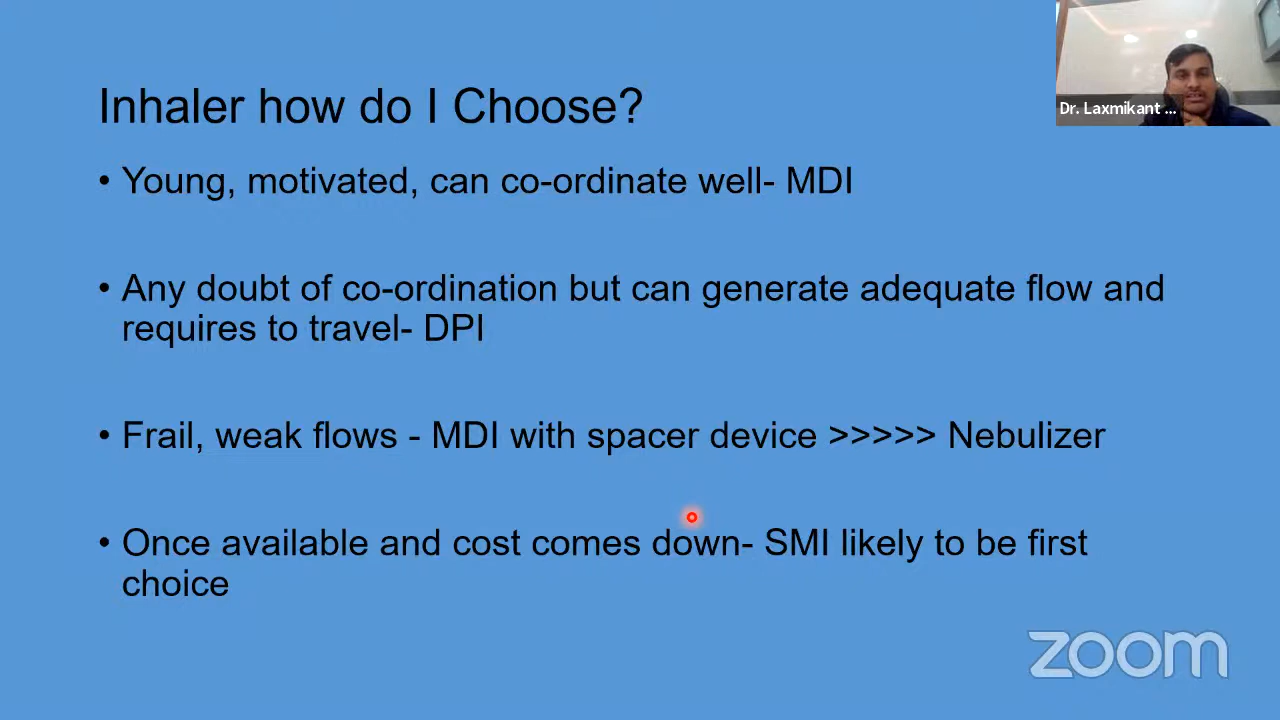 Dr. Laxmikant ...
Inhaler how do I Choose?
• Young, motivated, can co-ordinate well- MDI
• Any doubt of co-ordination but can generate adequate flow and
requires to travel- DPI
• Frail, weak flows - MDI with spacer device >>>>> Nebulizer
• Once available and cost comes down- SMI likely to be first
choice
zoom